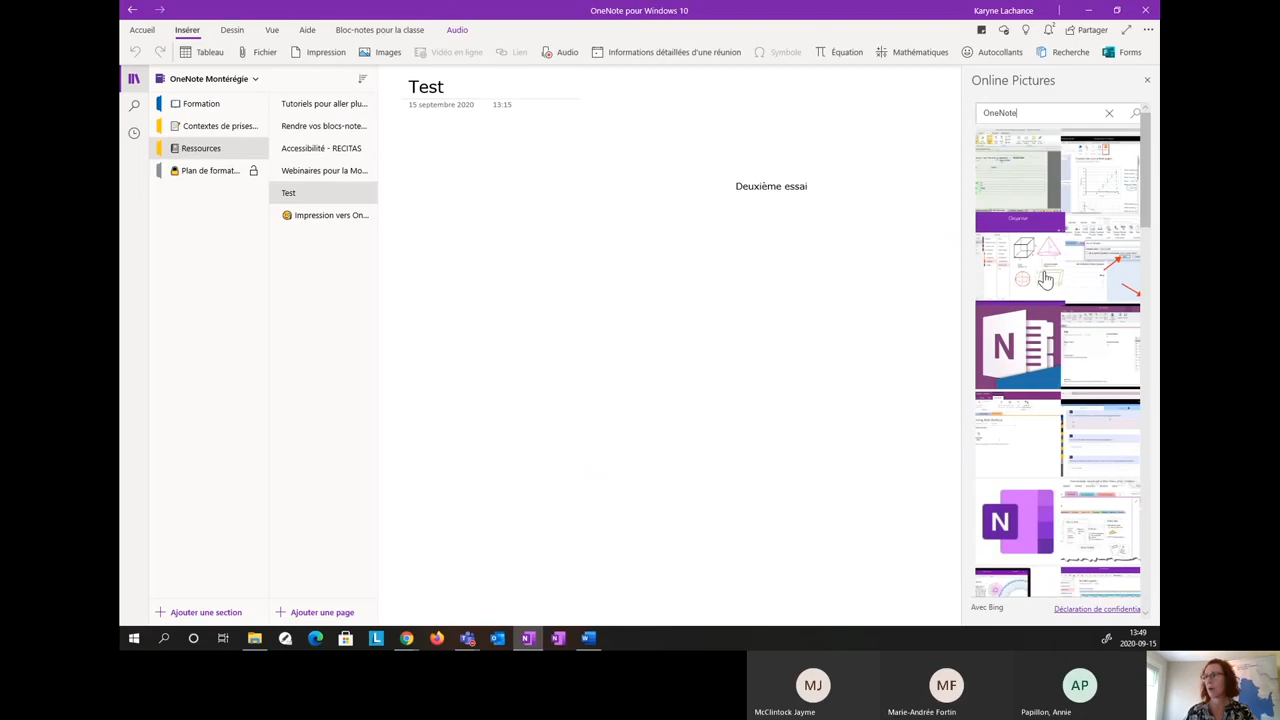 OneNote pour Windows 10
Karyne Lachance
Accueil Insérer Dessin Vue Aide Bloc-notes pour la classe Audio
2 Partager
Tableau Fichier Impression Images Vidéo en ligne Lien Audio Informations détaillées d'une réunion Symbole Équation Mathématiques Autocollants Recherche Forms
OneNote Montérégie
Formation
Contextes de prises...
Ressources
Plan de format...
Tutoriels pour aller plu...
Rendre vos blocs-note...
Accessibilité - RECITAS
Webinaires pour la Mo...
Test
Impression vers On...
Test
15 septembre 2020 13:15
Deuxième essai
Online Pictures
OneNote
Organiser
N
N
Avec Bing
Déclaration de confidentia
Ajouter une section
Ajouter une page
13:49
2020-09-15
MJ
McClintock Jayme
MF
Marie-Andrée Fortin
AP
Papillon, Annie